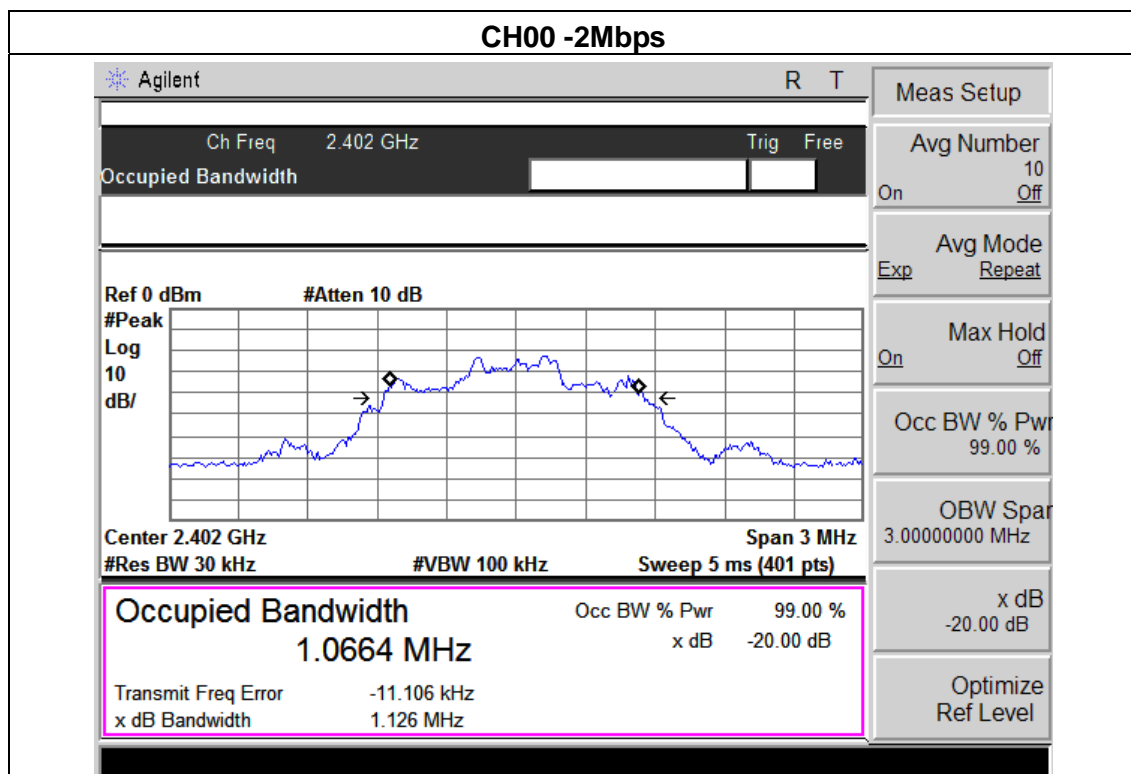 CH00 -2Mbps
Agilent R T
Ch Freq 2.402 GHz Trig Free
Occupied Bandwidth
Ref 0 dBm #Atten 10 dB
#Peak
Log
10
dB/
Center 2.402 GHz Span 3 MHz
#Res BW 30 kHz #VBW 100 kHz Sweep 5 ms (401 pts)
Occupied Bandwidth
1.0664 MHz
Occ BW % Pwr 99.00 %
x dB -20.00 dB
Transmit Freq Error -11.106 kHz
x dB Bandwidth 1.126 MHz
Meas Setup
Avg Number
10
On Off
Avg Mode
Exp Repeat
Max Hold
On Off
Occ BW % Pwr
99.00 %
OBW Span
3.00000000 MHz
x dB
-20.00 dB
Optimize
Ref Level